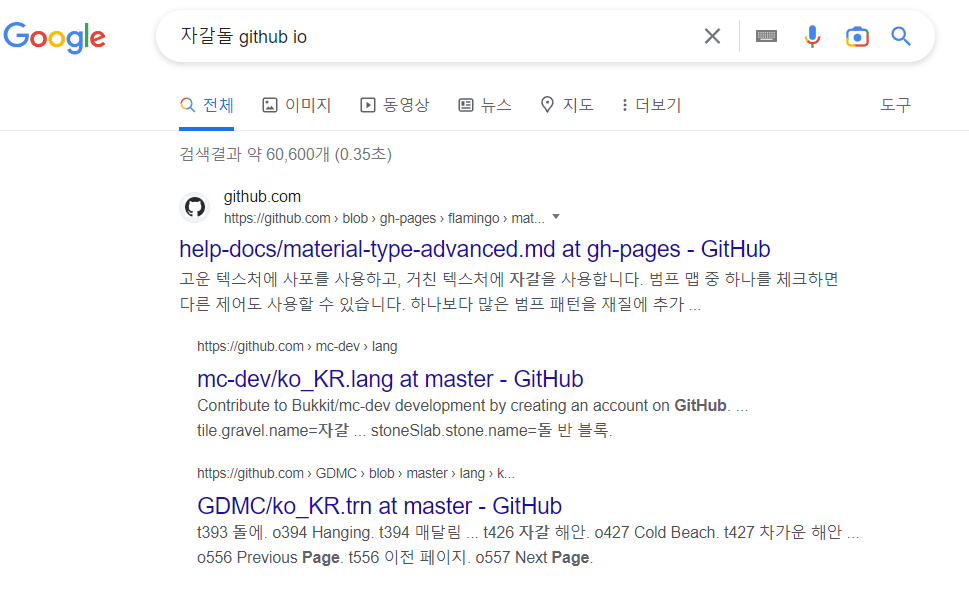 Google
자갈돌 github io
전체 이미지 동영상 뉴스 지도 더보기 도구
검색결과 약 60,600개 (0.35초)
github.com
https://github.com › blob › gh-pages › flamingo › mat...
help-docs/material-type-advanced.md at gh-pages - GitHub
고운 텍스처에 사포를 사용하고, 거친 텍스처에 자갈을 사용합니다. 범프 맵 중 하나를 체크하면
다른 제어도 사용할 수 있습니다. 하나보다 많은 범프 패턴을 재질에 추가 ...
https://github.com › mc-dev › lang
mc-dev/ko_KR.lang at master - GitHub
Contribute to Bukkit/mc-dev development by creating an account on GitHub. ...
tile.gravel.name=자갈 ... stoneSlab.stone.name=돌 반 블록.
https://github.com › GDMC › blob › master › lang › k...
GDMC/ko_KR.trn at master - GitHub
t393 돌에. o394 Hanging. t394 매달림 ... t426 자갈 해안. o427 Cold Beach. t427 차가운 해안 ...
o556 Previous Page. t556 이전 페이지. o557 Next Page.